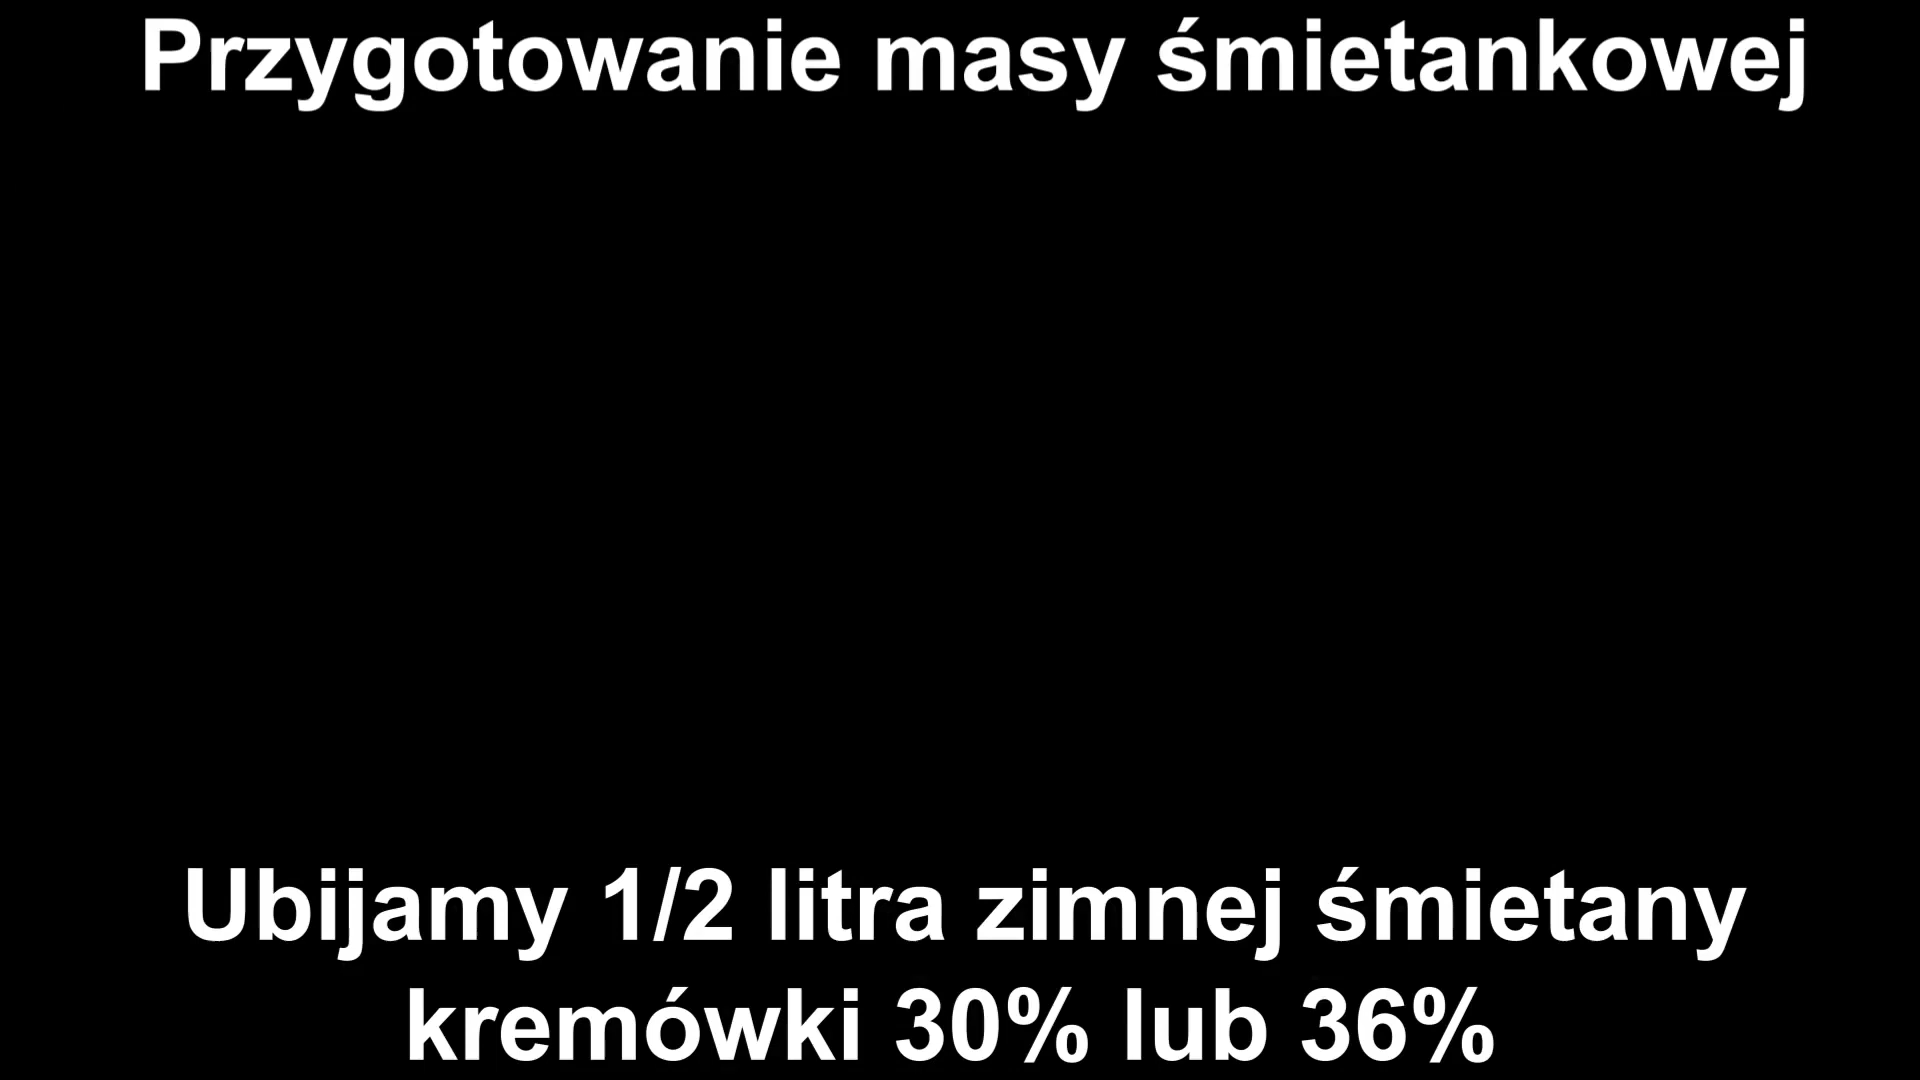 Przygotowanie masy śmietankowej
Ubijamy 1/2 litra zimnej śmietany
kremówki 30% lub 36%